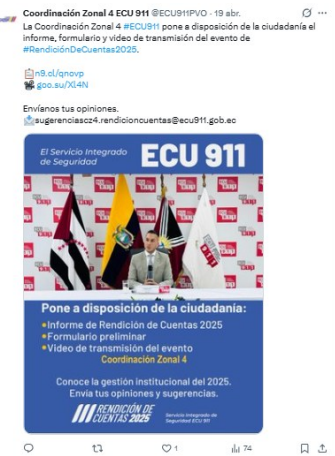 Coordinación Zonal 4 ECU 911 @ECU911PVO · 19 abr.
La Coordinación Zonal 4 #ECU911 pone a disposición de la ciudadanía el
informe, formulario y video de transmisión del evento de
#RendiciónDeCuentas2025.
n9.cl/qnovp
goo.su/Xl4N
Envíanos tus opiniones.
sugerenciascz4.rendicioncuentas@ecu911.gob.ec
El Servicio Integrado
de Seguridad
ECU 911
Pone a disposición de la ciudadanía:
Informe de Rendición de Cuentas 2025
Formulario preliminar
Video de transmisión del evento
Coordinación Zonal 4
Conoce la gestión institucional del 2025.
Envía tus opiniones y sugerencias.
RENDICIÓN
DE CUENTAS 2025
Servicio Integrado de
Seguridad ECU 911
1
74